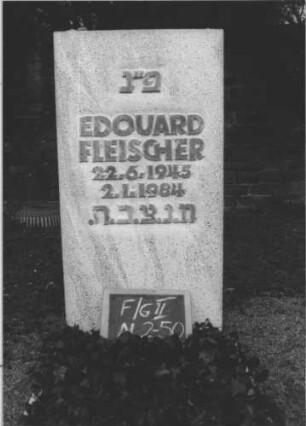 פ״נ
EDOUARD
FLEISCHER
22.6.1945
2.1.1984
ת.נ.צ.ב.ה.
F/G II
N 2-50